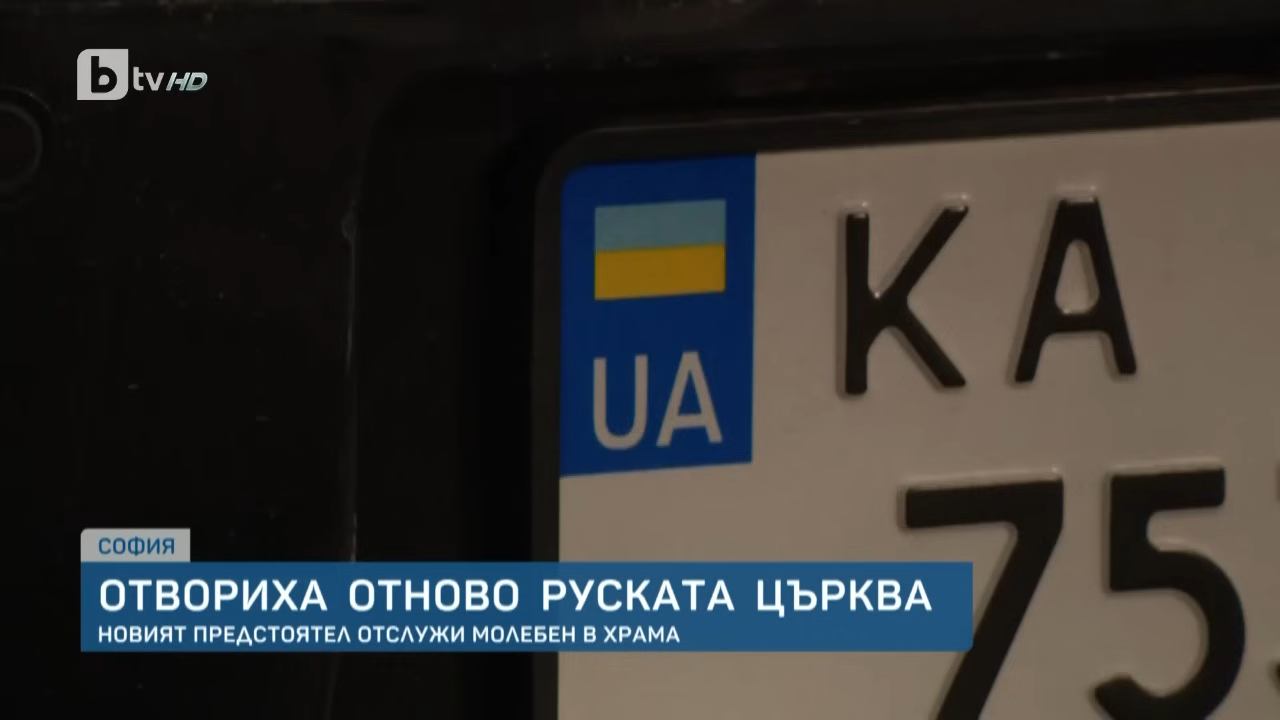 btv HD
UA
KA
75
СОФИЯ
ОТВОРИХА ОТНОВО РУСКАТА ЦЪРКВА
НОВИЯТ ПРЕДСТОЯТЕЛ ОТСЛУЖИ МОЛЕБЕН В ХРАМА